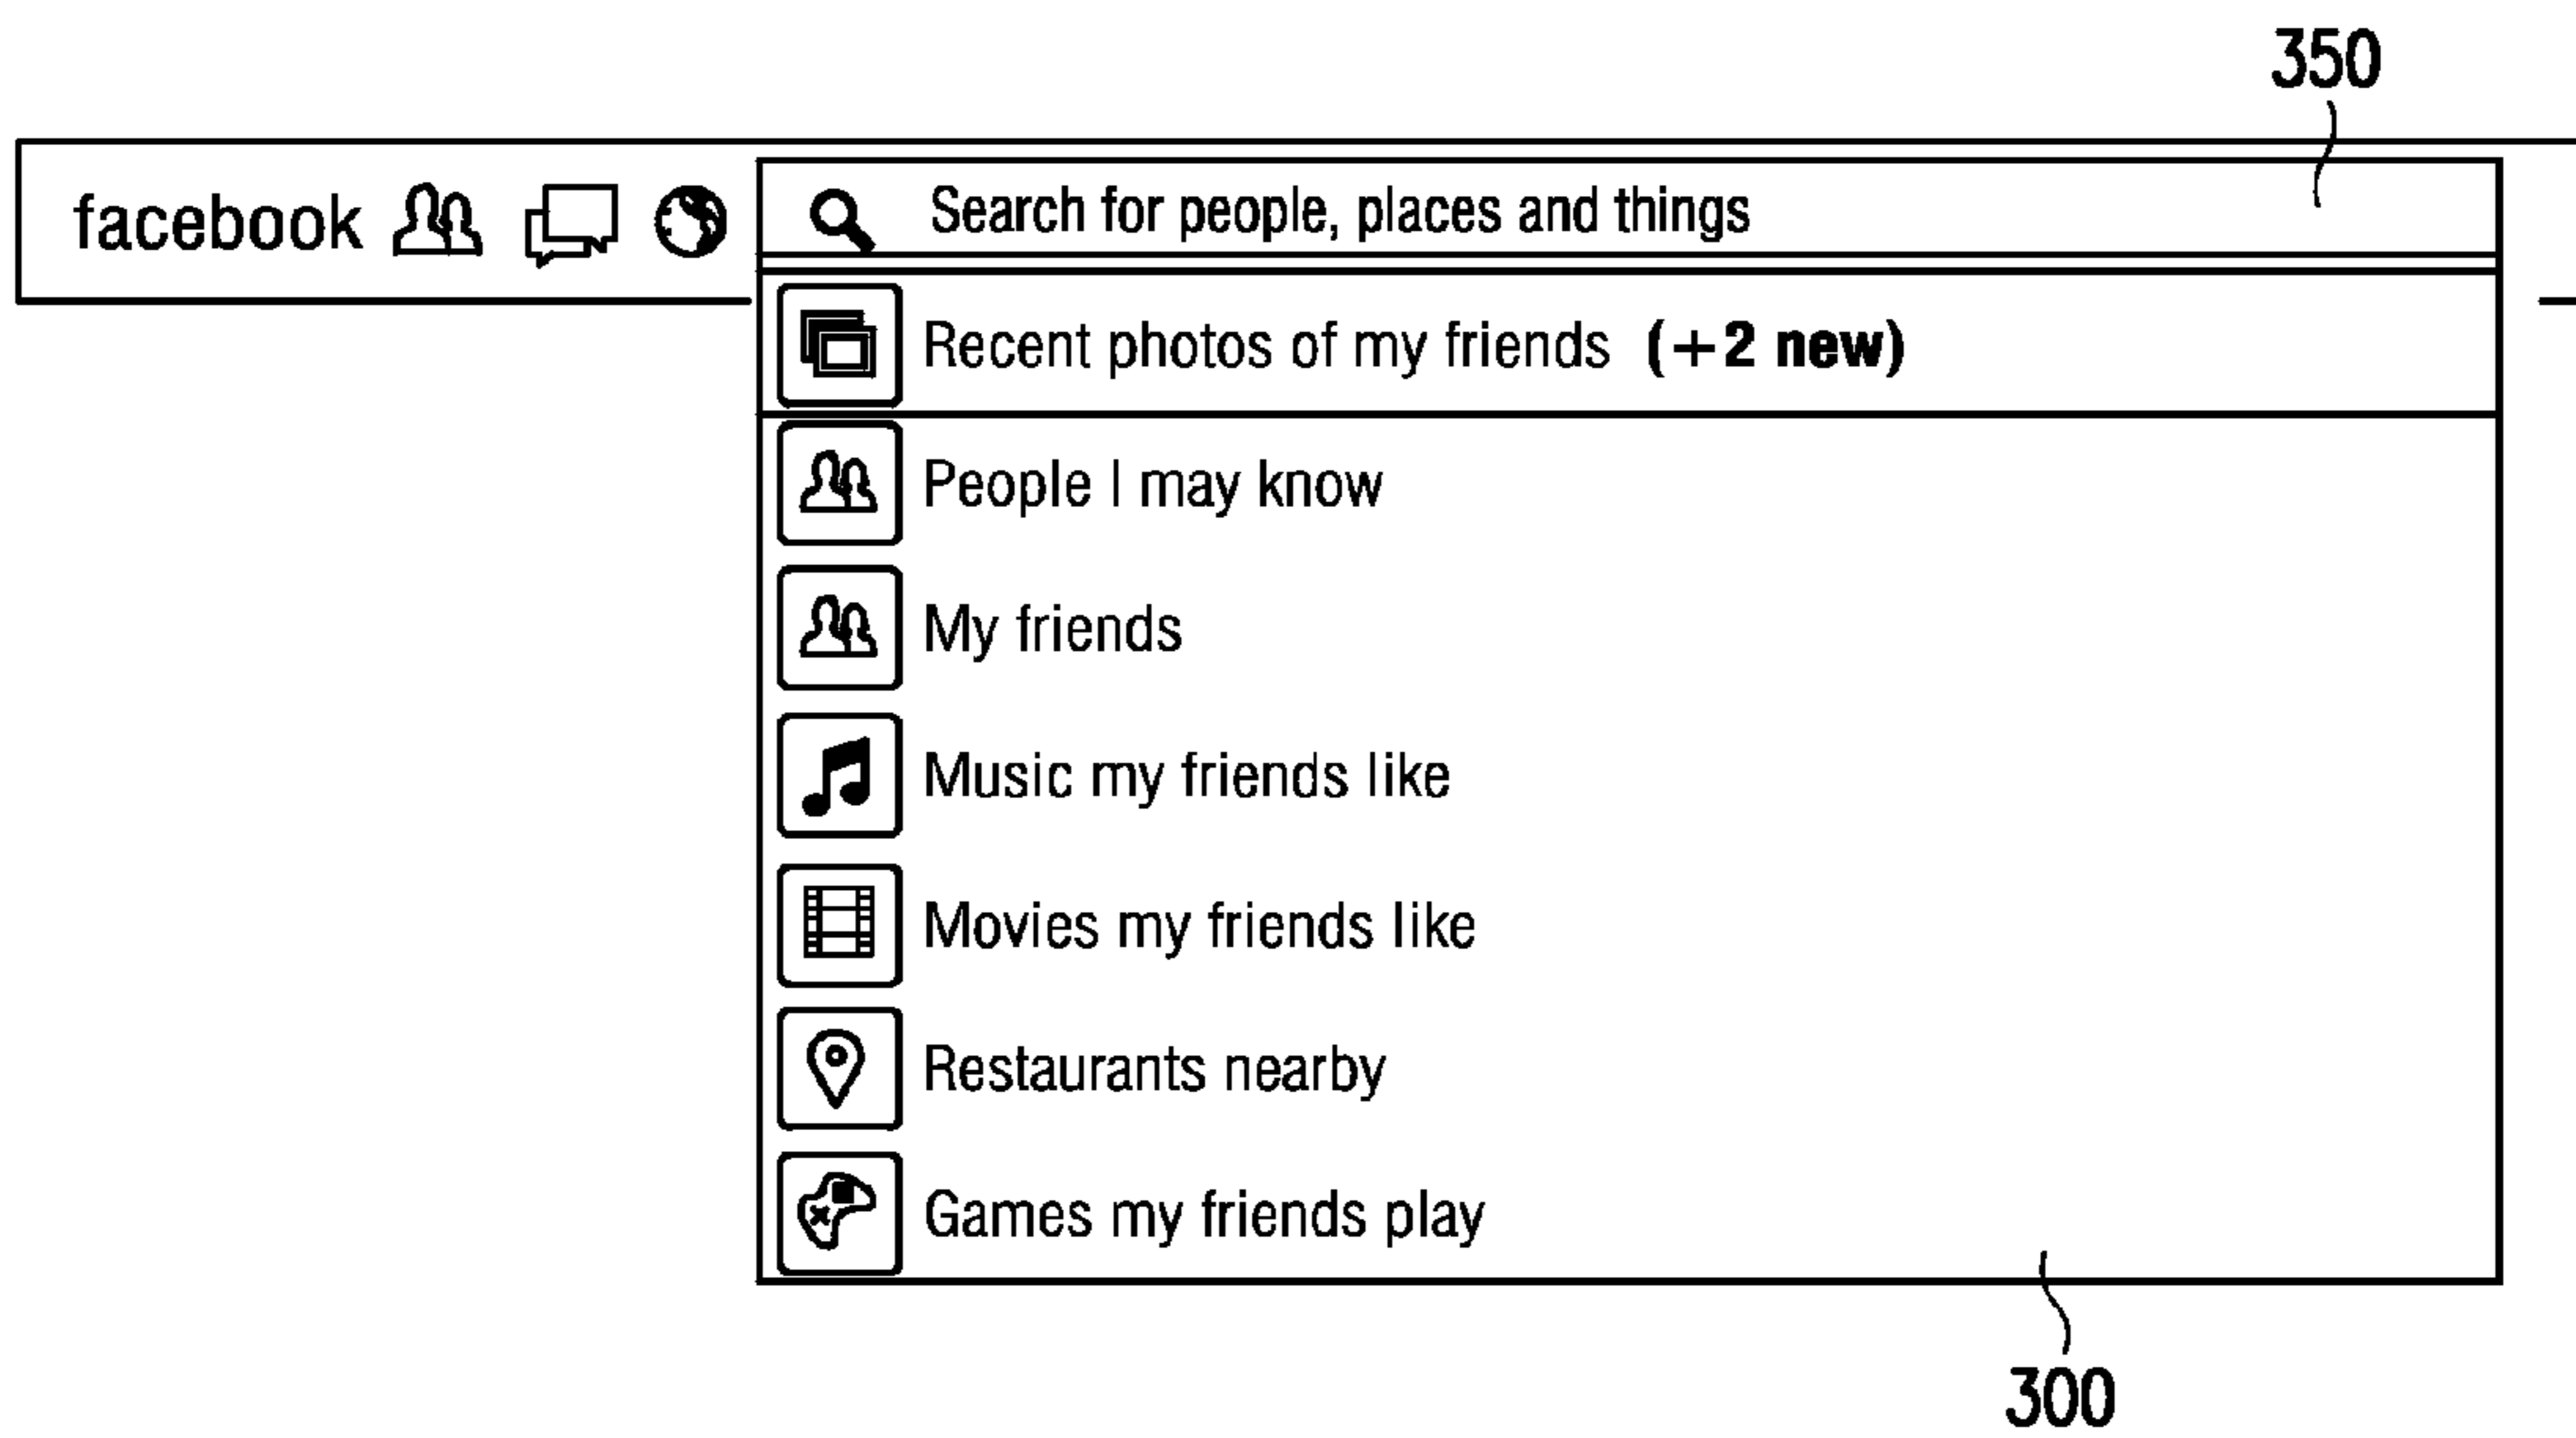 350
facebook
Search for people, places and things
Recent photos of my friends (+2 new)
People I may know
My friends
Music my friends like
Movies my friends like
Restaurants nearby
Games my friends play
300